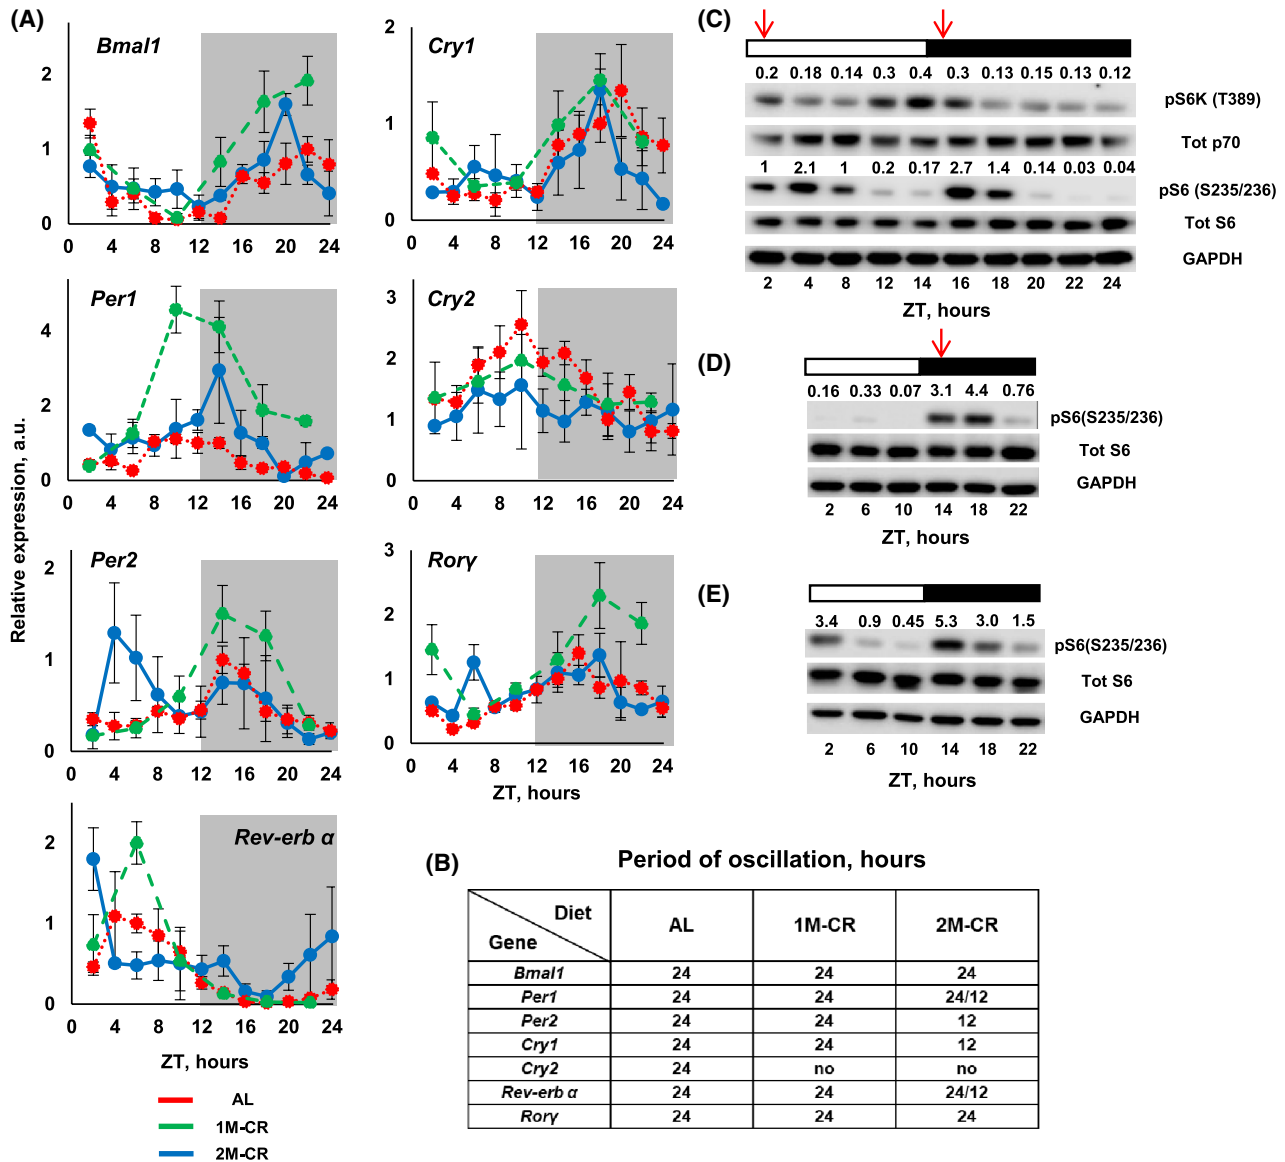 (A)
Relative expression, a.u.
Bmal1
2
1
0
0 4 8 12 16 20 24
Cry1
2
1
0
0 4 8 12 16 20 24
Per1
4
2
0
0 4 8 12 16 20 24
Cry2
3
2
1
0
0 4 8 12 16 20 24
Per2
2
1
0
0 4 8 12 16 20 24
Rorγ
3
2
1
0
0 4 8 12 16 20 24
ZT, hours
Rev-erb α
2
1
0
0 4 8 12 16 20 24
ZT, hours
AL
1M-CR
2M-CR
(B)
Period of oscillation, hours
Diet Gene AL 1M-CR 2M-CR
Bmal1 24 24 24
Per1 24 24 24/12
Per2 24 24 12
Cry1 24 24 12
Cry2 24 no no
Rev-erb α 24 24 24/12
Rorγ 24 24 24
(C)
0.2 0.18 0.14 0.3 0.4 0.3 0.13 0.15 0.13 0.12
pS6K (T389)
Tot p70
1 2.1 1 0.2 0.17 2.7 1.4 0.14 0.03 0.04
pS6 (S235/236)
Tot S6
GAPDH
2 4 8 12 14 16 18 20 22 24
ZT, hours
(D)
0.16 0.33 0.07 3.1 4.4 0.76
pS6(S235/236)
Tot S6
GAPDH
2 6 10 14 18 22
ZT, hours
(E)
3.4 0.9 0.45 5.3 3.0 1.5
pS6(S235/236)
Tot S6
GAPDH
2 6 10 14 18 22
ZT, hours